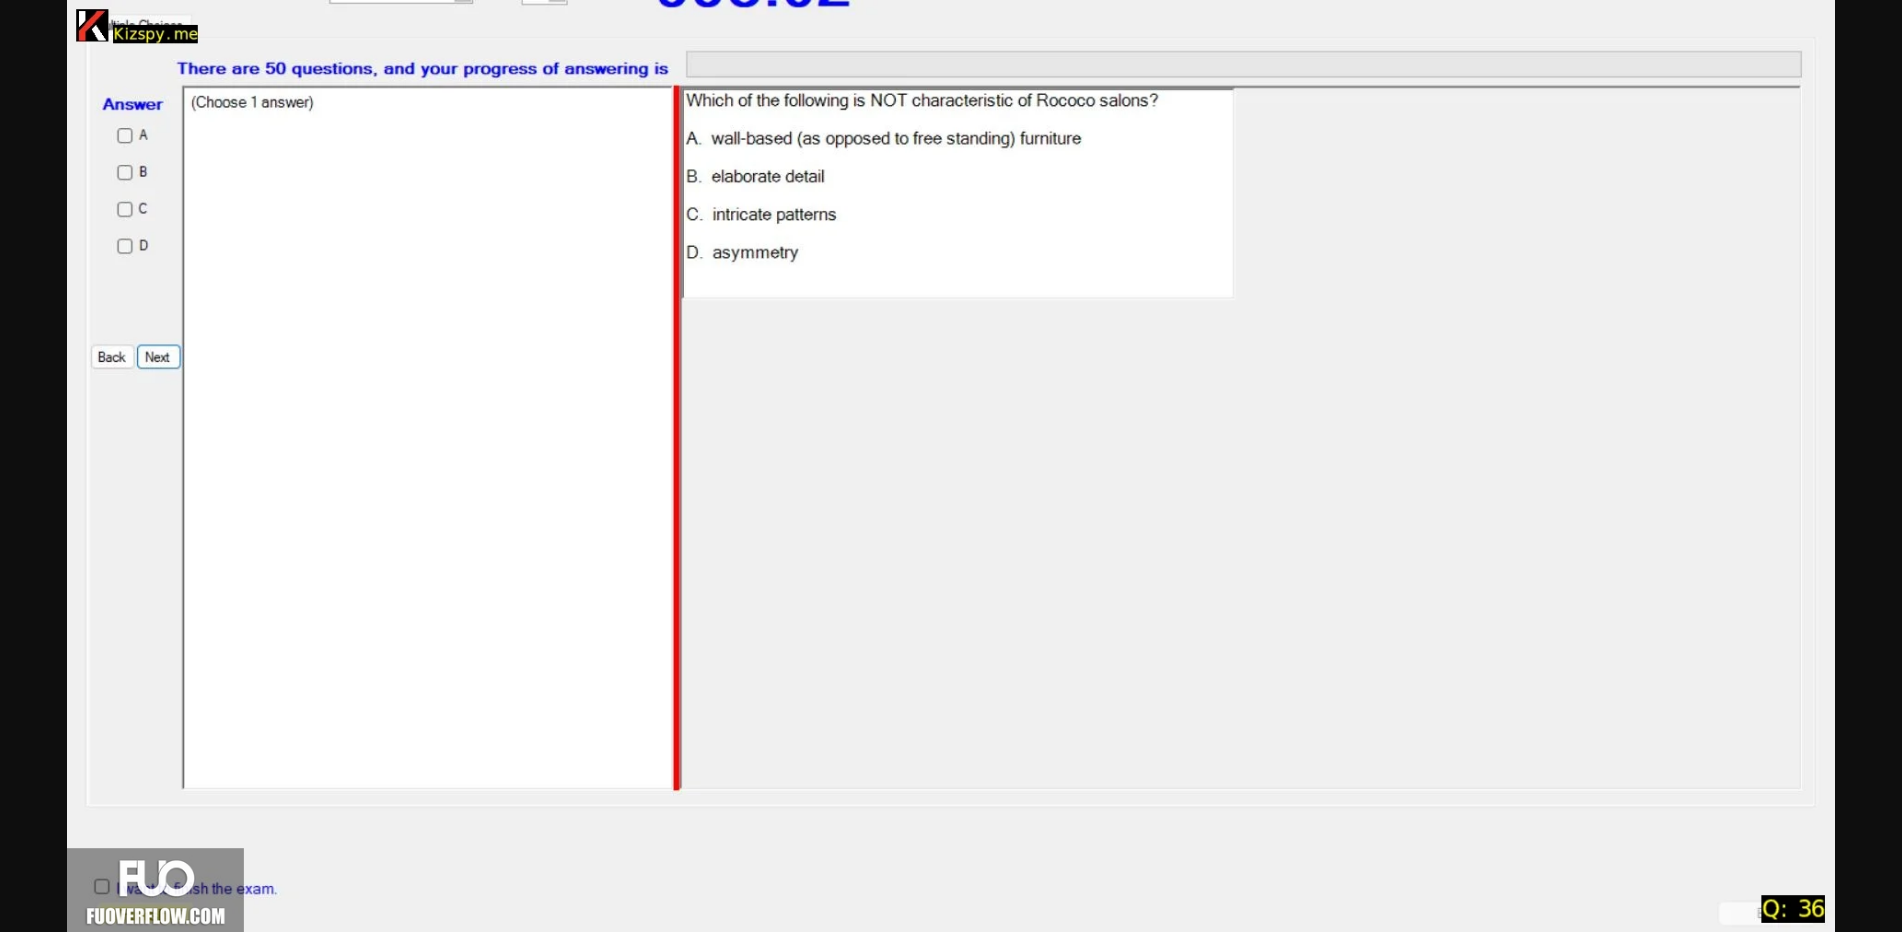 Kizspy.me
There are 50 questions, and your progress of answering is
Answer
(Choose 1 answer)
A
B
C
D
Back
Next
Which of the following is NOT characteristic of Rococo salons?
A. wall-based (as opposed to free standing) furniture
B. elaborate detail
C. intricate patterns
D. asymmetry
FUO
finish the exam.
FUOVERFLOW.COM
Q: 36